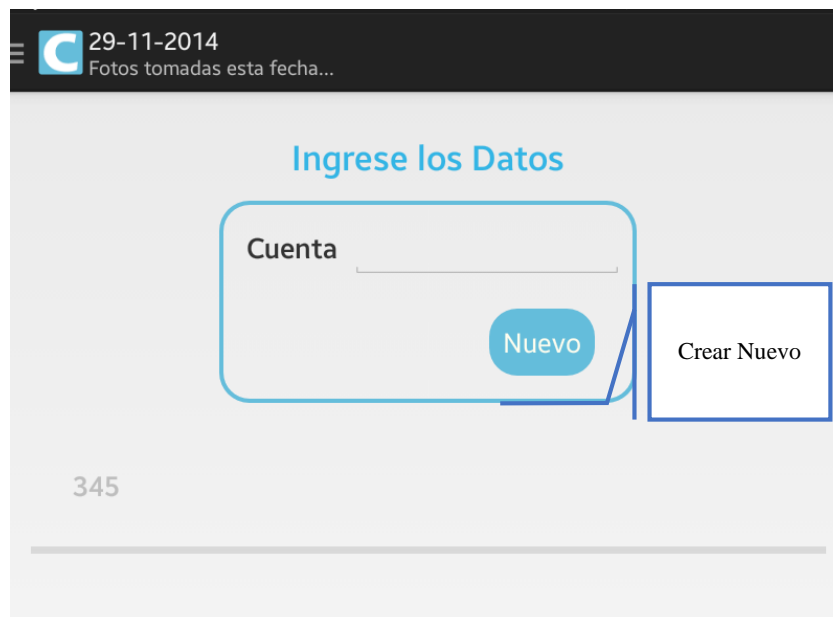 29-11-2014
Fotos tomadas esta fecha...
Ingrese los Datos
Cuenta
Nuevo
Crear Nuevo
345